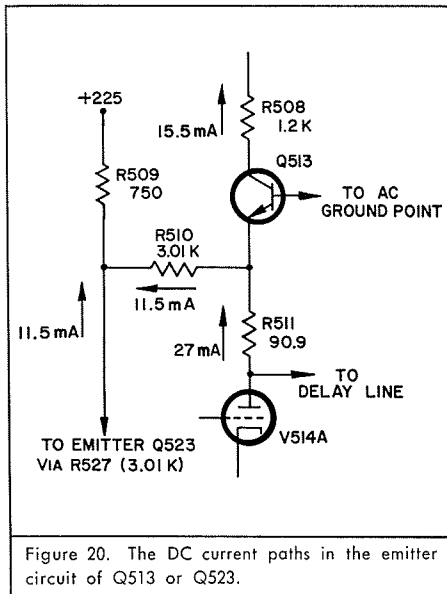 +225
R509
750
11.5 mA
R510
3.01 K
11.5 mA
15.5 mA
R508
1.2 K
Q513
TO AC
GROUND POINT
27 mA
R511
90.9
TO
DELAY LINE
V514A
TO EMITTER Q523
VIA R527 (3.01 K)
Figure 20. The DC current paths in the emitter
circuit of Q513 or Q523.